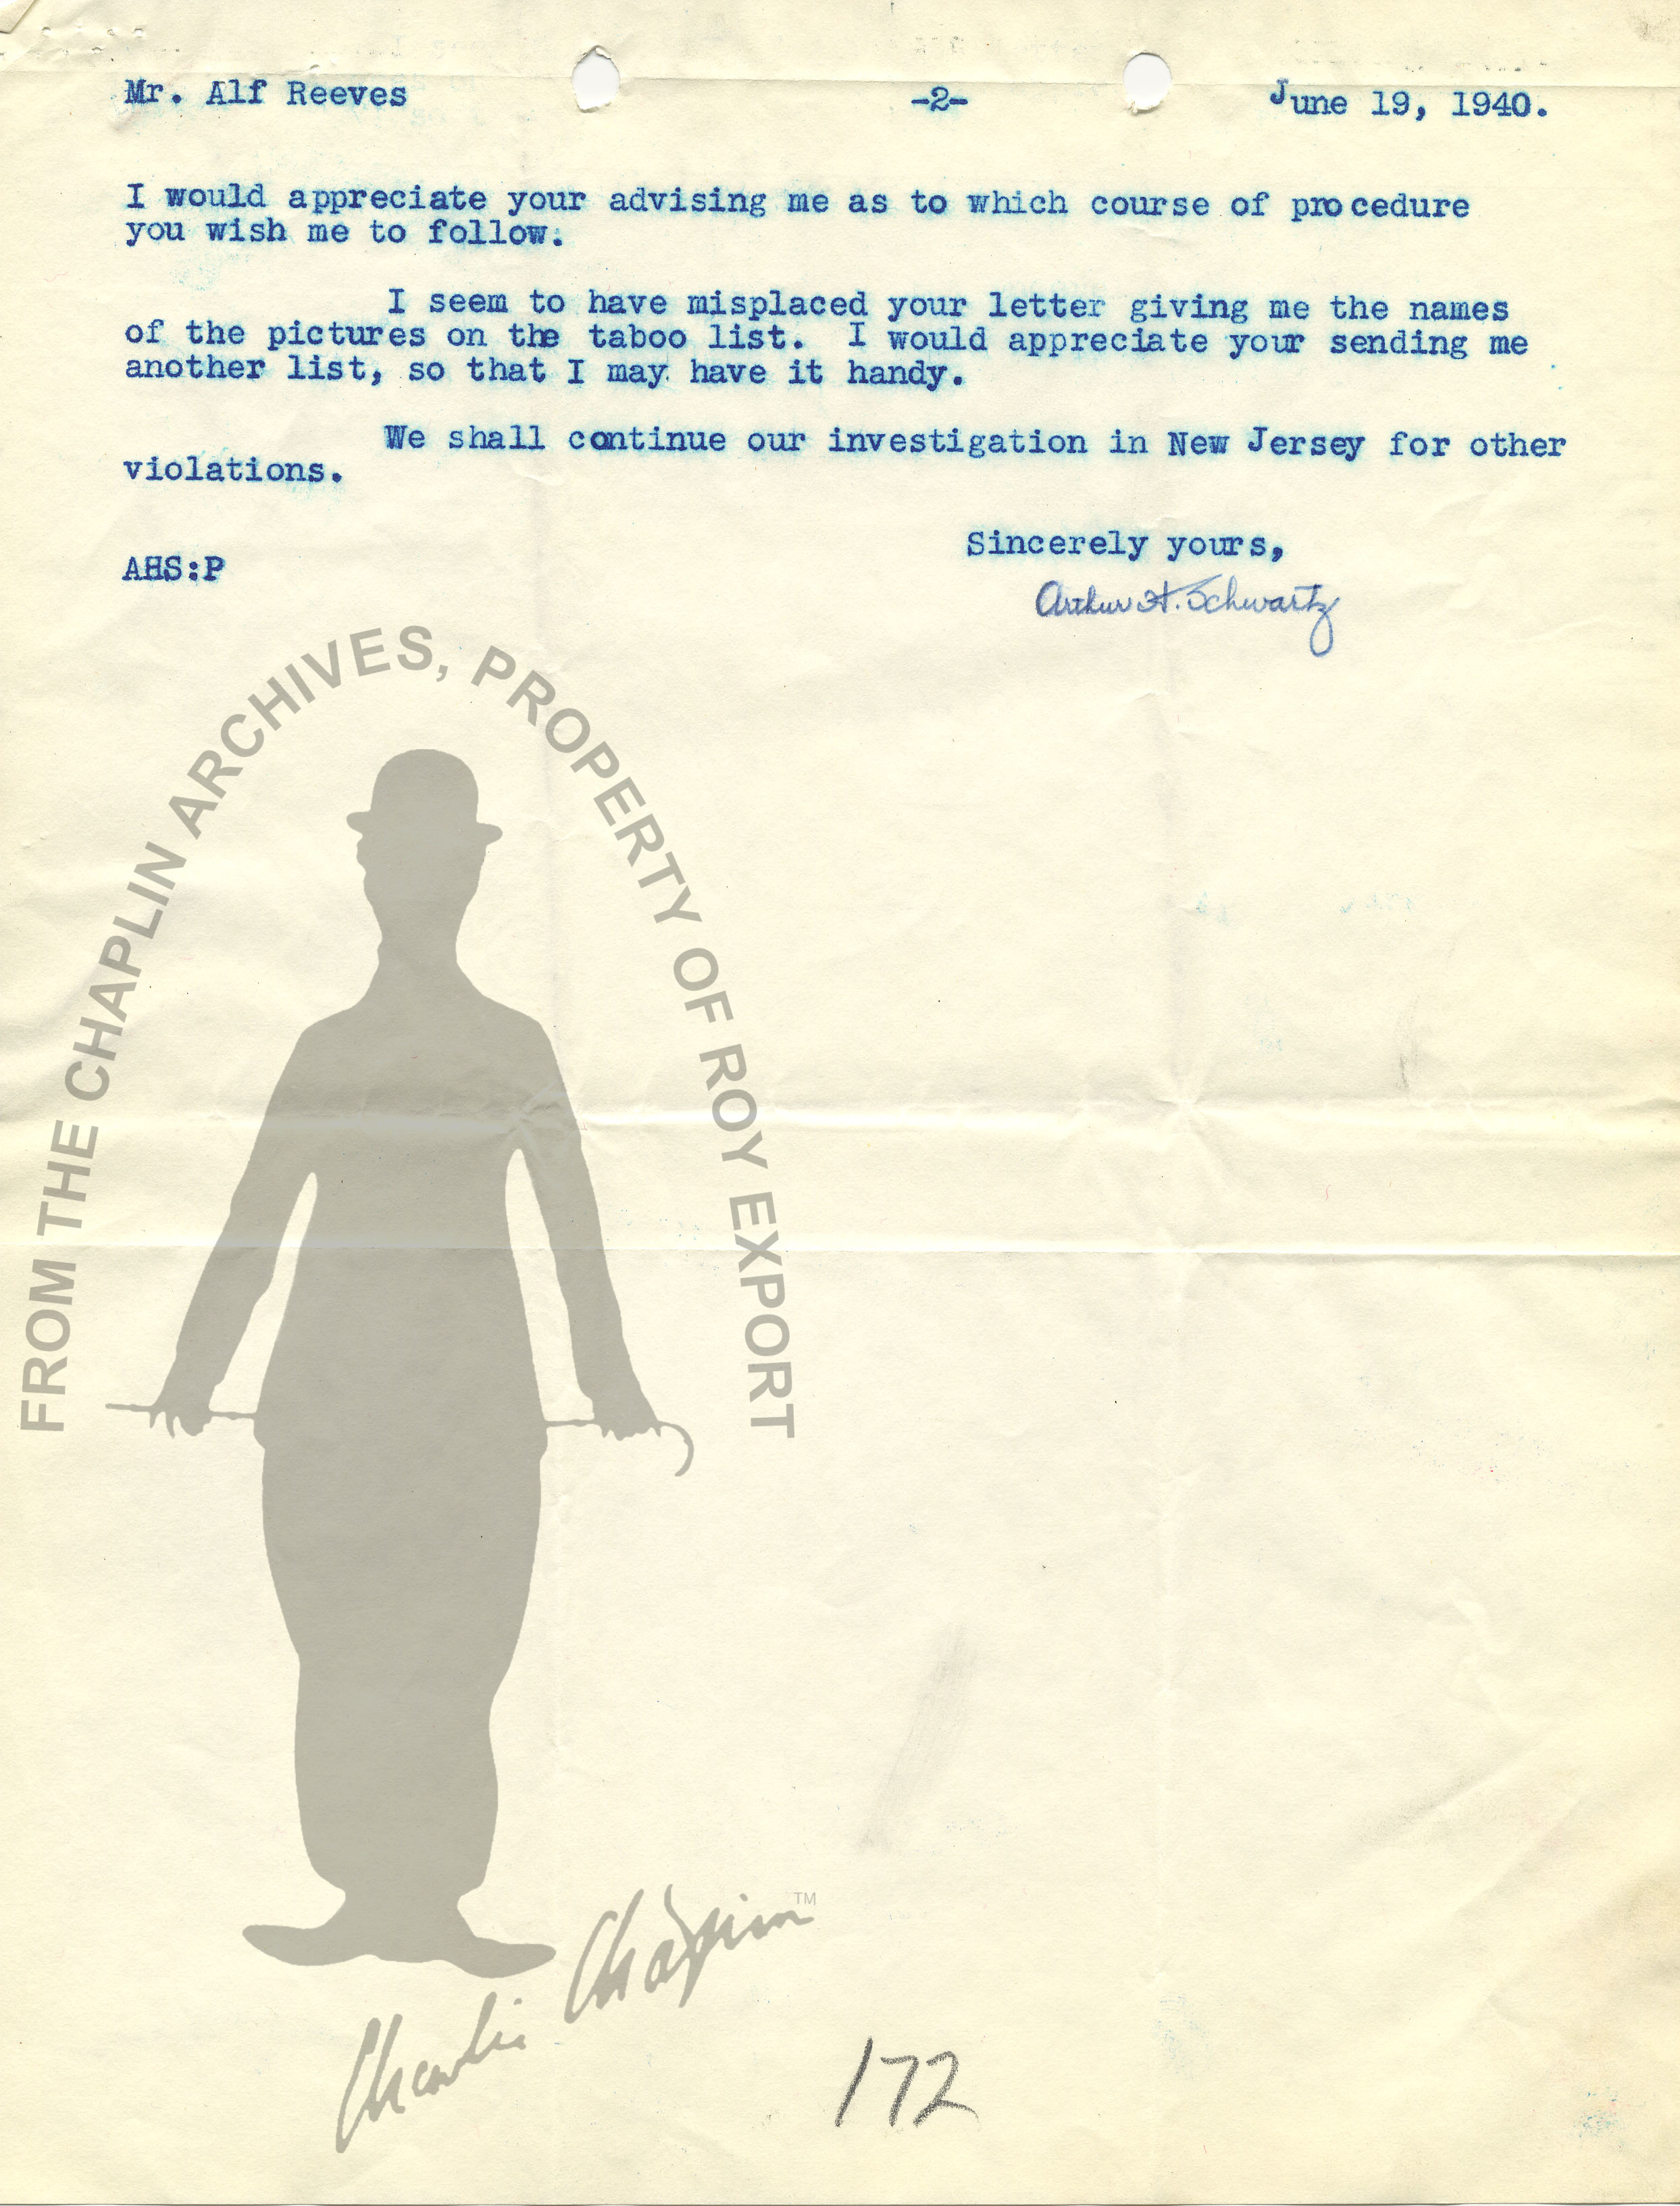 Mr. Alf Reeves -2- June 19, 1940.
I would appreciate your advising me as to which course of procedure
you wish me to follow.
I seem to have misplaced your letter giving me the names
of the pictures on the taboo list. I would appreciate your sending me
another list, so that I may have it handy.
We shall continue our investigation in New Jersey for other
violations.
Sincerely yours,
AHS:P
Arthur H. Schwartz
FROM THE CHAPLIN ARCHIVES, PROPERTY OF ROY EXPORT
Charlie Chaplin TM
172